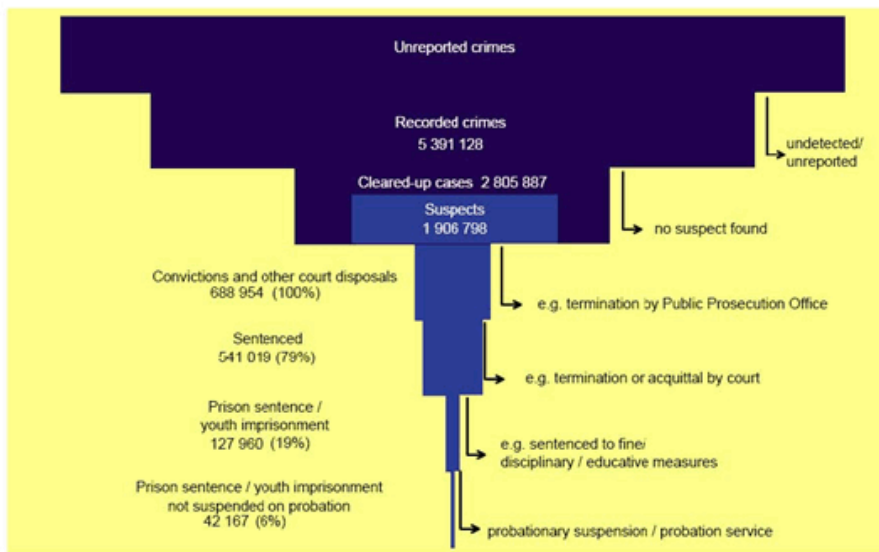 Unreported crimes
Recorded crimes
5 391 128
undetected/
unreported
Cleared-up cases 2 805 887
Suspects
1 906 798
no suspect found
Convictions and other court disposals
688 954 (100%)
e.g. termination by Public Prosecution Office
Sentenced
541 019 (79%)
e.g. termination or acquittal by court
Prison sentence /
youth imprisonment
127 960 (19%)
e.g. sentenced to fine/
disciplinary / educative measures
Prison sentence / youth imprisonment
not suspended on probation
42 167 (6%)
probationary suspension / probation service